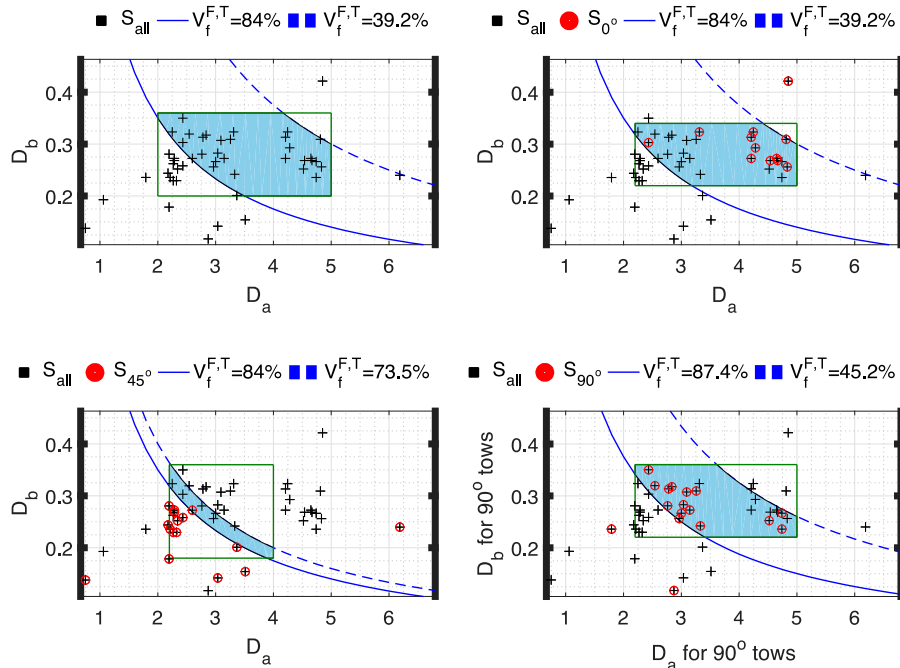 S_all V_f^F,T=84% V_f^F,T=39.2%
D_b
0.4
0.3
0.2
1 2 3 4 5 6
D_a
S_all S_0° V_f^F,T=84% V_f^F,T=39.2%
D_b
0.4
0.3
0.2
1 2 3 4 5 6
D_a
S_all S_45° V_f^F,T=84% V_f^F,T=73.5%
D_b
0.4
0.3
0.2
1 2 3 4 5 6
D_a
S_all S_90° V_f^F,T=87.4% V_f^F,T=45.2%
D_b for 90° tows
0.4
0.3
0.2
1 2 3 4 5 6
D_a for 90° tows